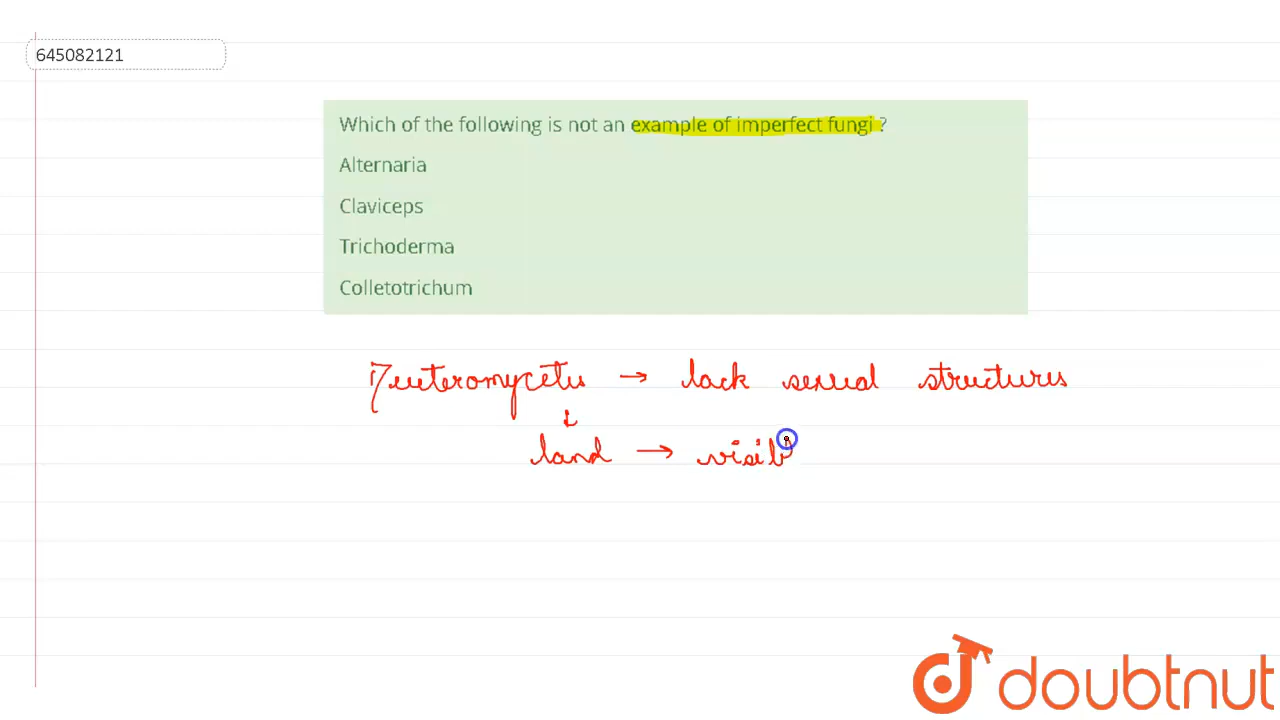 645082121
Which of the following is not an example of imperfect fungi ?
Alternaria
Claviceps
Trichoderma
Colletotrichum
Deuteromycetes → lack sexual structures
↓
land → visib
doubtnut